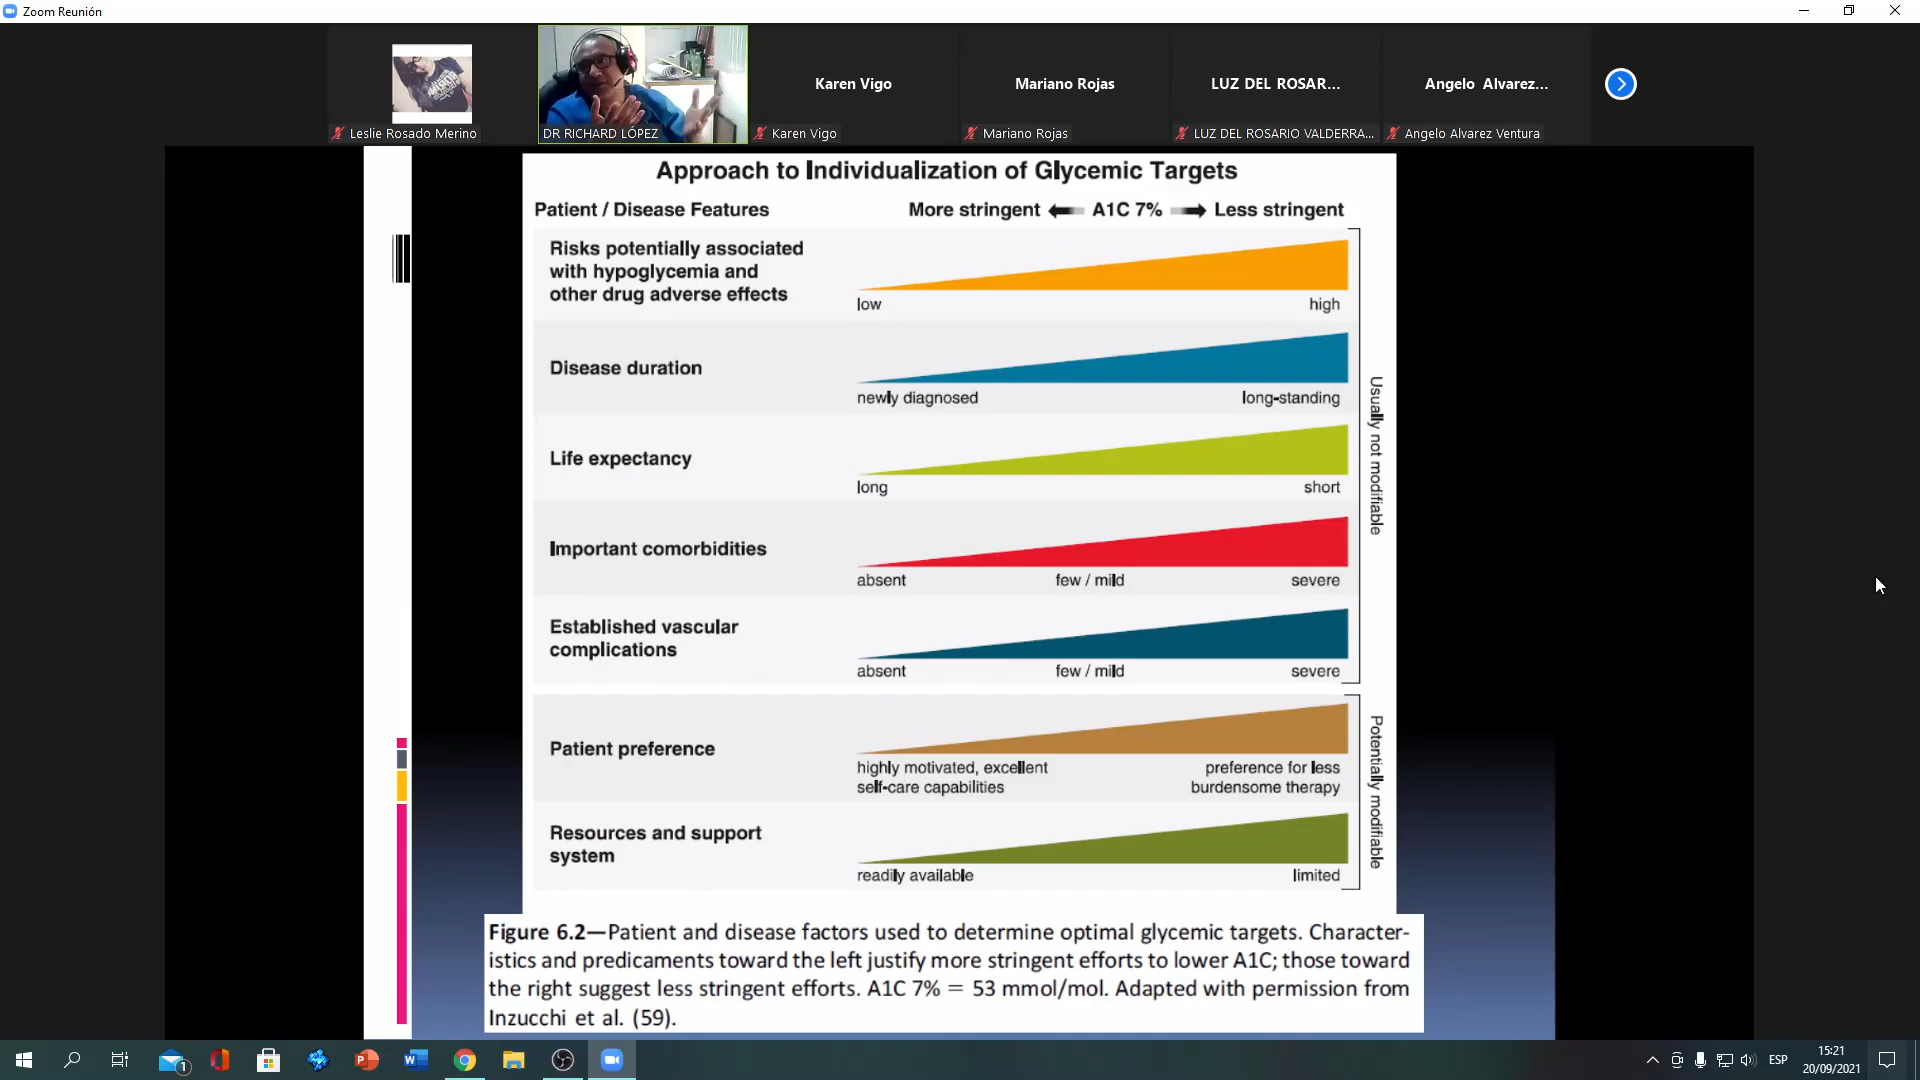 Zoom Reunión
Karen Vigo
Mariano Rojas
LUZ DEL ROSAR...
Angelo Alvarez...
Leslie Rosado Merino
DR RICHARD LÓPEZ
Karen Vigo
Mariano Rojas
LUZ DEL ROSARIO VALDERRA...
Angelo Alvarez Ventura
Approach to Individualization of Glycemic Targets
Patient / Disease Features
More stringent A1C 7% Less stringent
Risks potentially associated
with hypoglycemia and
other drug adverse effects
low
high
Disease duration
newly diagnosed
long-standing
Life expectancy
long
short
Important comorbidities
absent
few / mild
severe
Established vascular
complications
absent
few / mild
severe
Usually not modifiable
Patient preference
highly motivated, excellent
self-care capabilities
preference for less
burdensome therapy
Resources and support
system
readily available
limited
Potentially modifiable
Figure 6.2—Patient and disease factors used to determine optimal glycemic targets. Character-
istics and predicaments toward the left justify more stringent efforts to lower A1C; those toward
the right suggest less stringent efforts. A1C 7% = 53 mmol/mol. Adapted with permission from
Inzucchi et al. (59).
1
ESP
15:21
20/09/2021